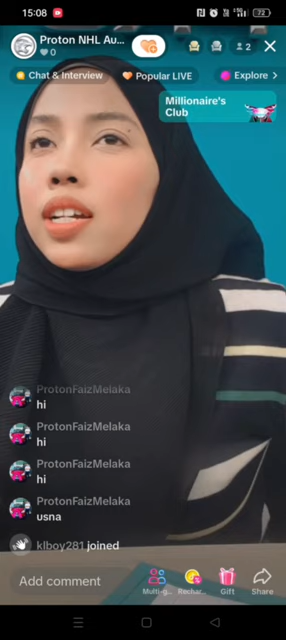 15:08
72
Proton NHL Au...
0
2
Chat & Interview
Popular LIVE
Explore >
Millionaire's
Club
ProtonFaizMelaka
hi
ProtonFaizMelaka
hi
ProtonFaizMelaka
hi
ProtonFaizMelaka
usna
klboy281 joined
Add comment
Multi-g...
Rechar...
Gift
Share